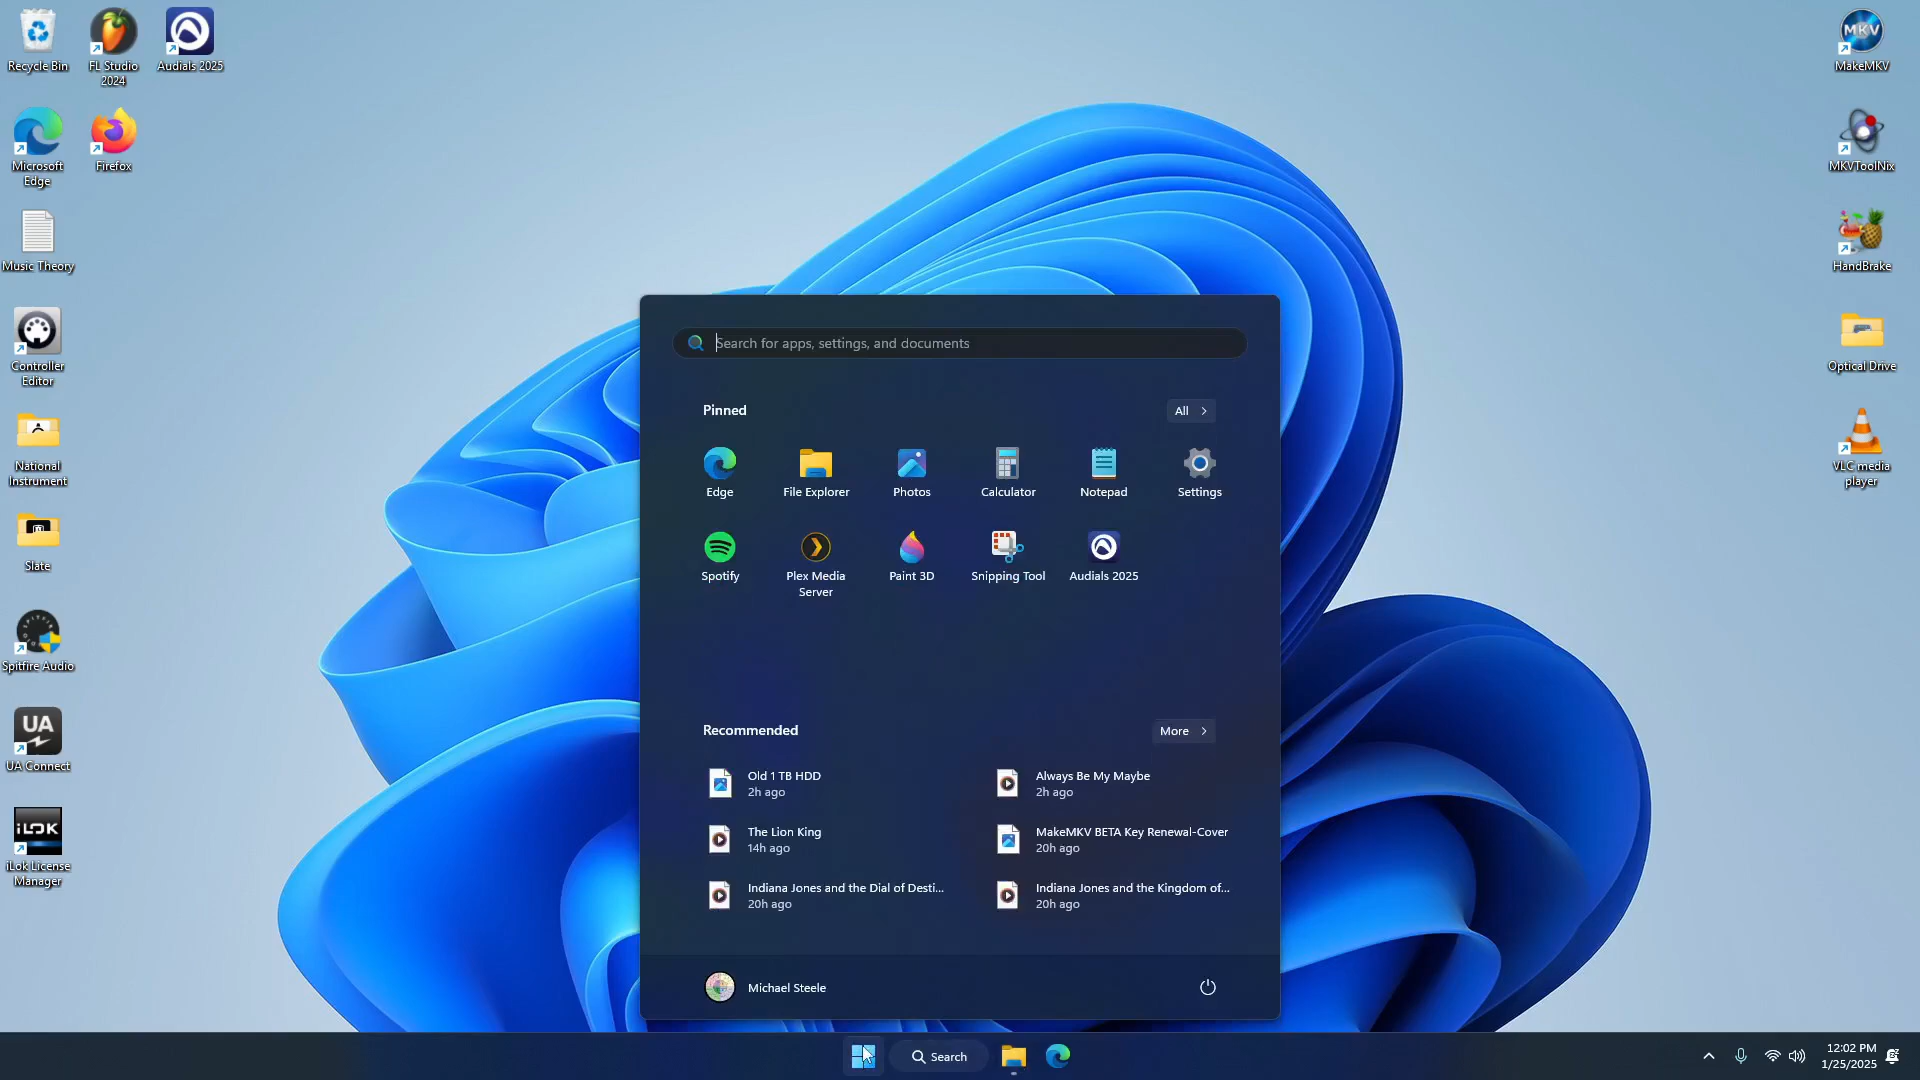 Recycle Bin
FL Studio
2024
Audials 2025
Microsoft
Edge
Firefox
Music Theory
Controller
Editor
National
Instrument
Slate
Spitfire Audio
UA
UA Connect
iLOK
iLok License
Manager
MKV
MakeMKV
MKVToolNix
HandBrake
Optical Drive
VLC media
player
Search for apps, settings, and documents
Pinned
All
Edge
File Explorer
Photos
Calculator
Notepad
Settings
Spotify
Plex Media
Server
Paint 3D
Snipping Tool
Audials 2025
Recommended
More
Old 1 TB HDD
2h ago
Always Be My Maybe
2h ago
The Lion King
14h ago
MakeMKV BETA Key Renewal-Cover
20h ago
Indiana Jones and the Dial of Desti...
20h ago
Indiana Jones and the Kingdom of...
20h ago
Michael Steele
Search
12:02 PM
1/25/2025